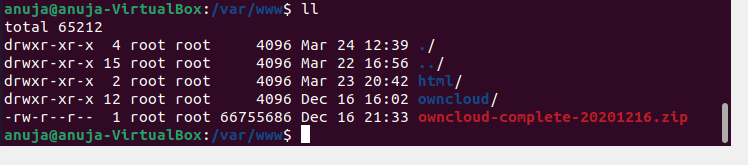 anuja@anuja-VirtualBox:/var/www$ ll
total 65212
drwxr-xr-x  4 root root     4096 Mar 24 12:39 ./
drwxr-xr-x 15 root root     4096 Mar 22 16:56 ../
drwxr-xr-x  2 root root     4096 Mar 23 20:42 html/
drwxr-xr-x 12 root root     4096 Dec 16 16:02 owncloud/
-rw-r--r--  1 root root 66755686 Dec 16 21:33 owncloud-complete-20201216.zip
anuja@anuja-VirtualBox:/var/www$